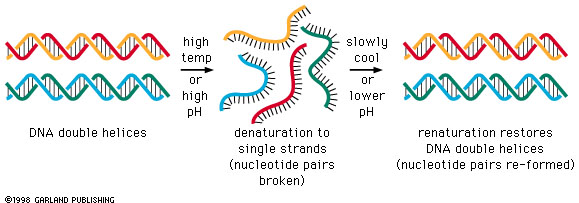 high
temp
or
high
pH
slowly
cool
or
lower
pH
DNA double helices
denaturation to
single strands
(nucleotide pairs
broken)
renaturation restores
DNA double helices
(nucleotide pairs re-formed)
©1998 GARLAND PUBLISHING